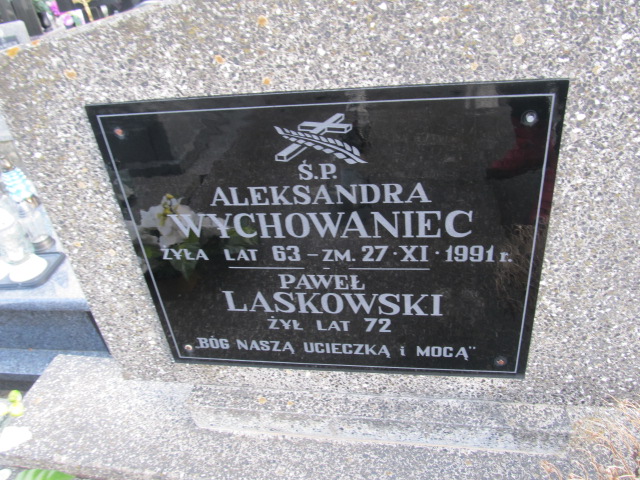 Ś.P.
ALEKSANDRA
WYCHOWANIEC
ŻYŁA LAT 63 - ZM. 27·XI·1991 r.
PAWEŁ
LASKOWSKI
ŻYŁ LAT 72
„BÓG NASZĄ UCIECZKĄ i MOCĄ"